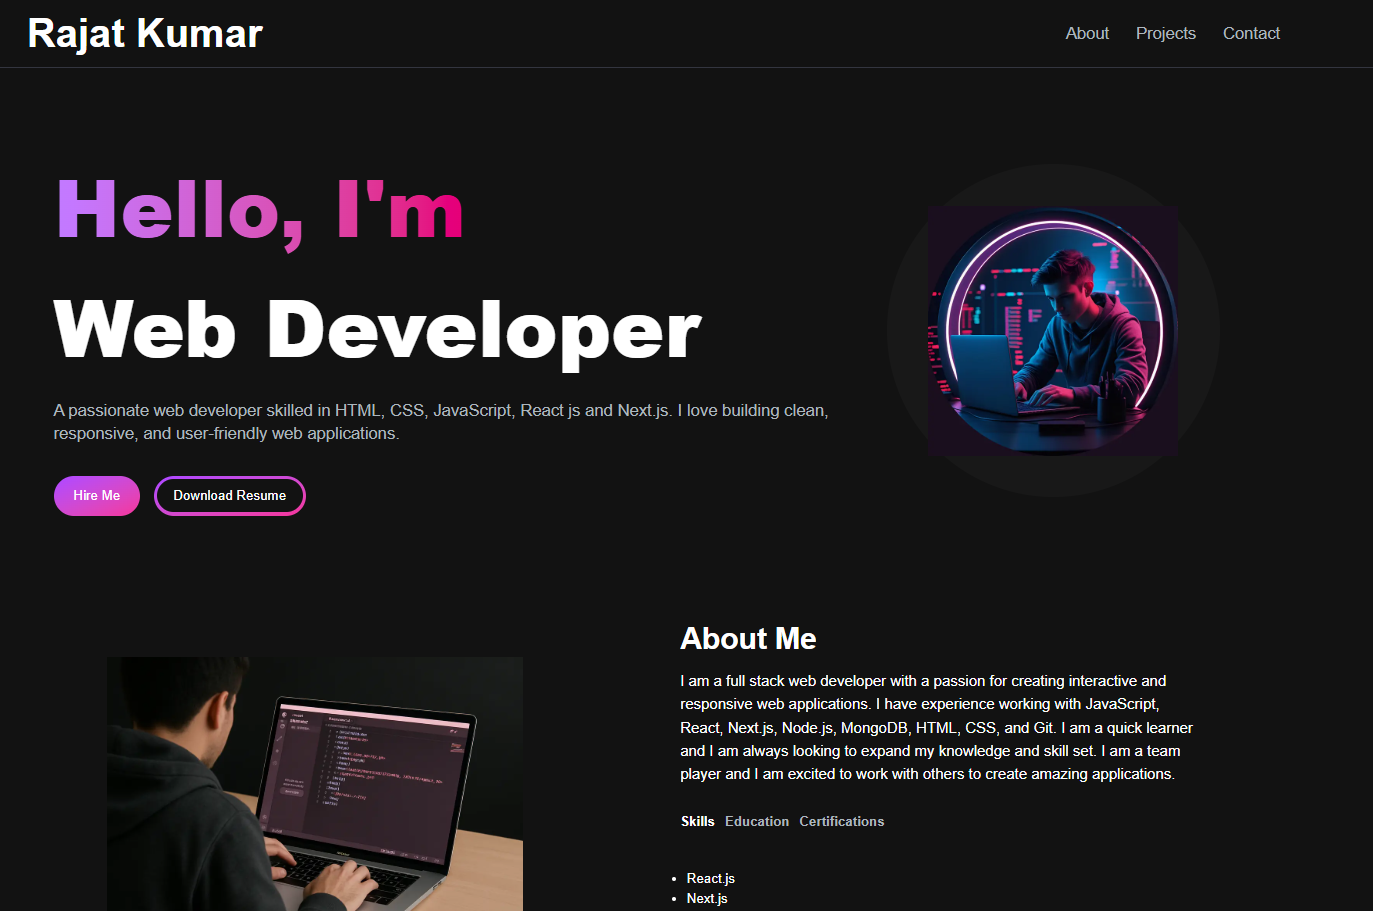 Rajat Kumar
About Projects Contact
Hello, I'm
Web Developer
A passionate web developer skilled in HTML, CSS, JavaScript, React js and Next.js. I love building clean,
responsive, and user-friendly web applications.
Hire Me Download Resume
About Me
I am a full stack web developer with a passion for creating interactive and
responsive web applications. I have experience working with JavaScript,
React, Next.js, Node.js, MongoDB, HTML, CSS, and Git. I am a quick learner
and I am always looking to expand my knowledge and skill set. I am a team
player and I am excited to work with others to create amazing applications.
Skills Education Certifications
React.js
Next.js